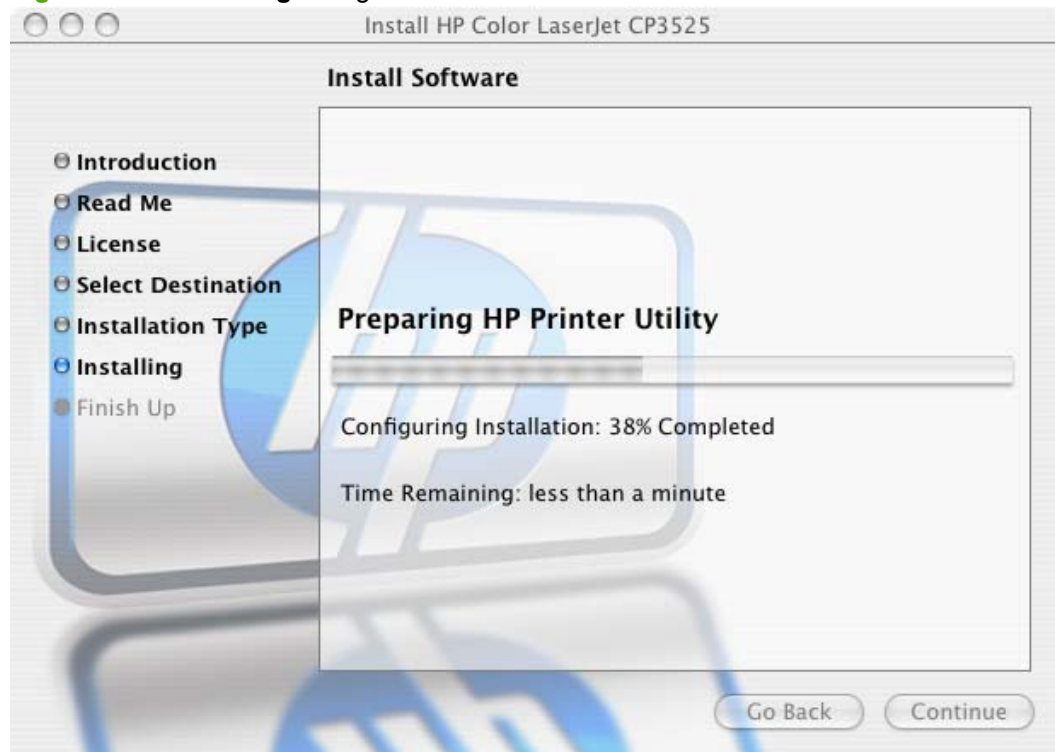 Install HP Color LaserJet CP3525
Install Software
Introduction
Read Me
License
Select Destination
Installation Type
Installing
Finish Up
Preparing HP Printer Utility
Configuring Installation: 38% Completed
Time Remaining: less than a minute
Go Back
Continue
hp